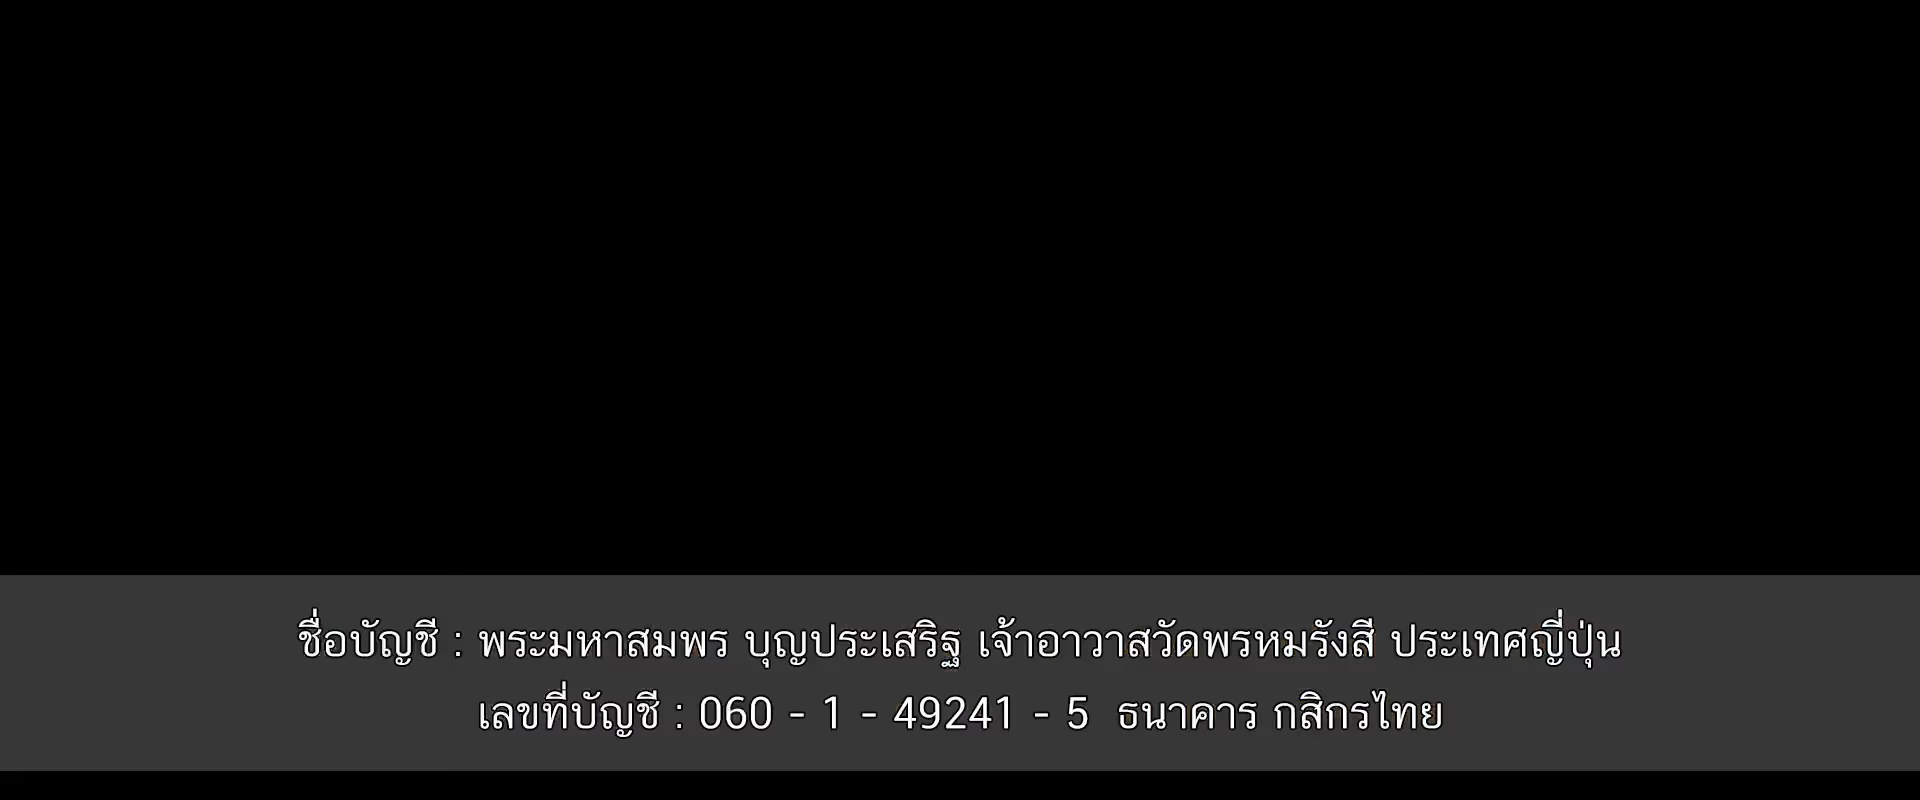 ชื่อบัญชี : พระมหาสมพร บุญประเสริฐ เจ้าอาวาสวัดพรหมรังสี ประเทศญี่ปุ่น
เลขที่บัญชี : 060 - 1 - 49241 - 5 ธนาคาร กสิกรไทย